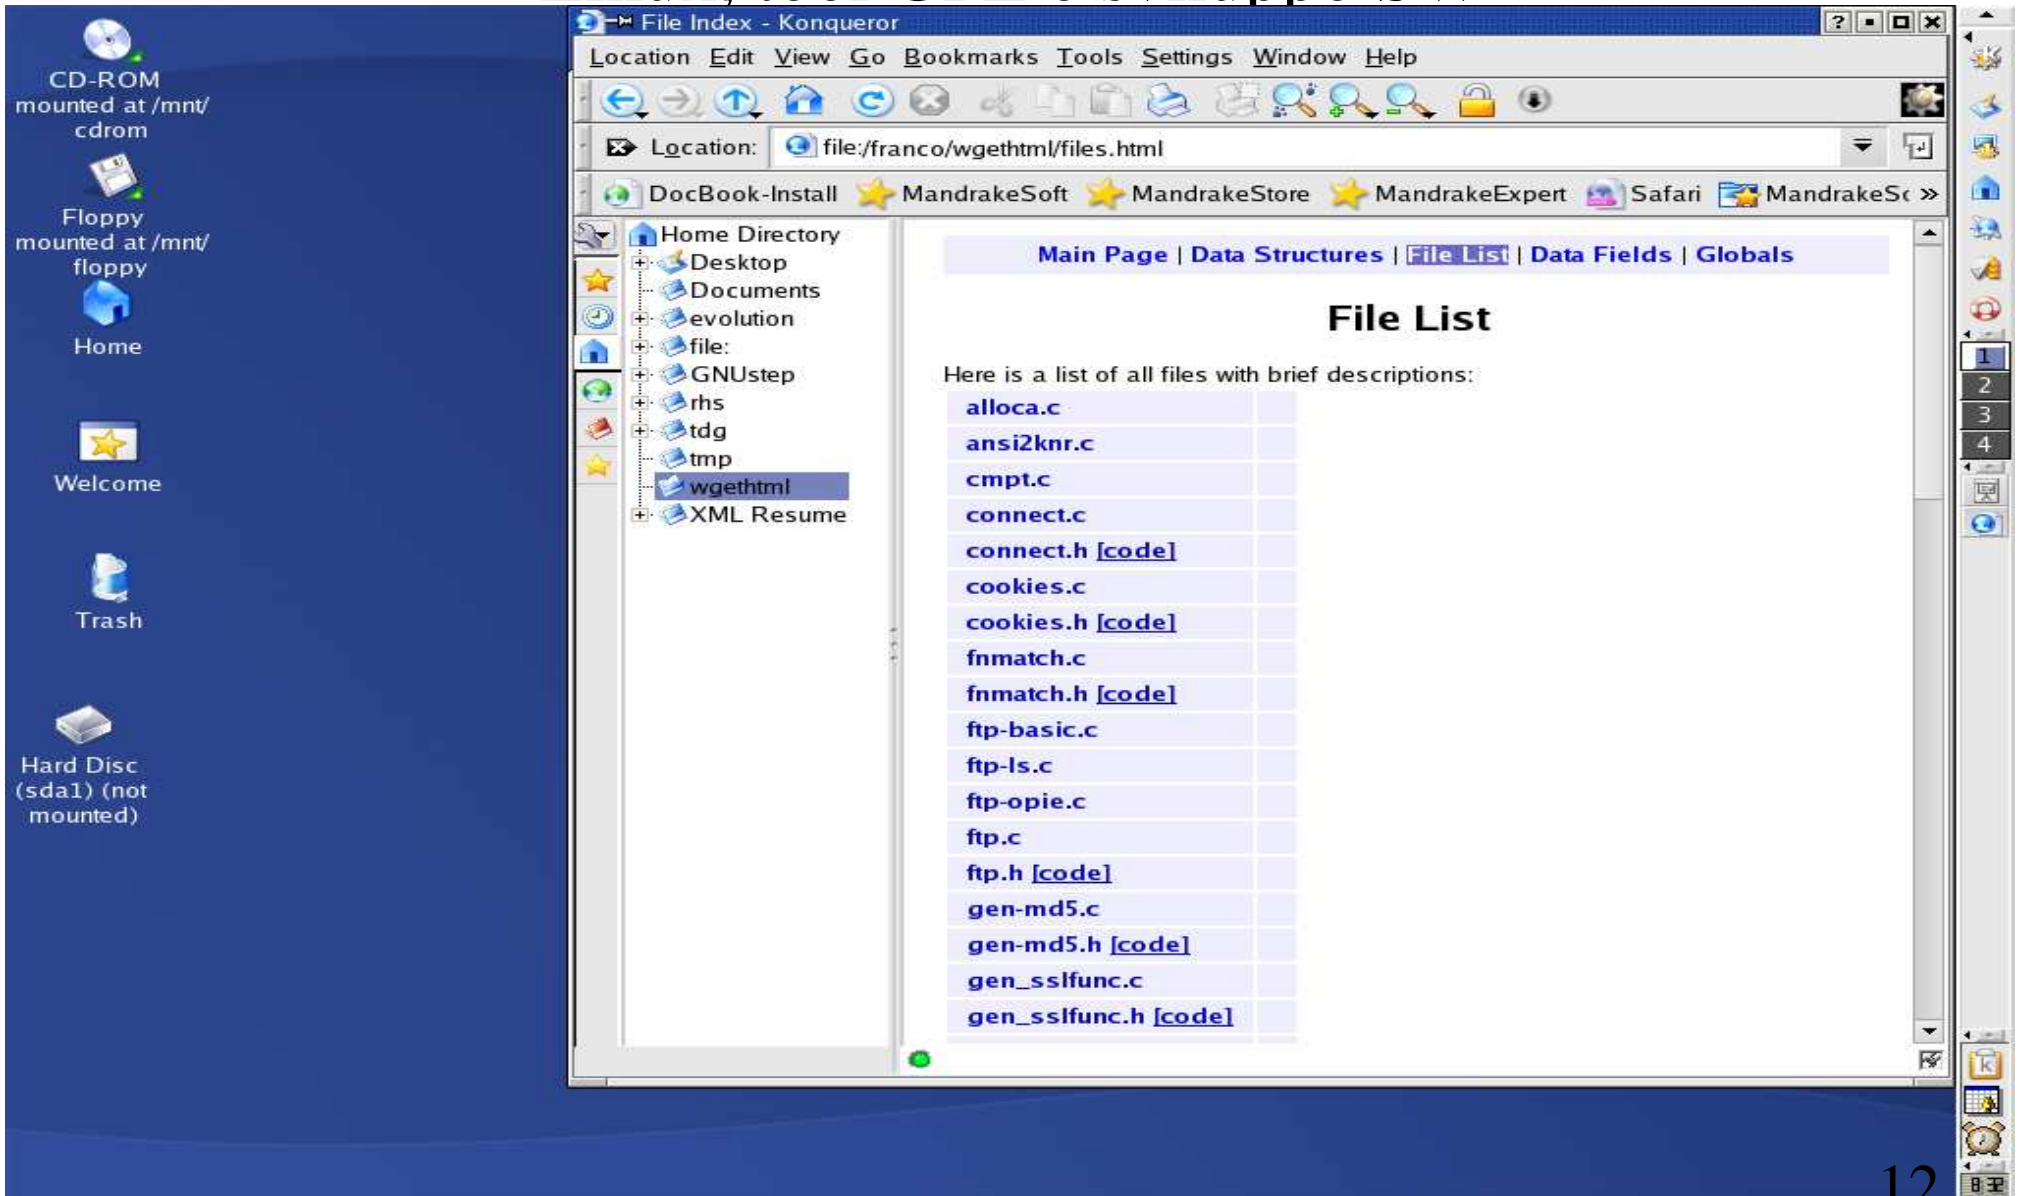 CD-ROM
mounted at /mnt/
cdrom
Floppy
mounted at /mnt/
floppy
Home
Welcome
Trash
Hard Disc
(sda1) (not
mounted)
File Index - Konqueror
Location Edit View Go Bookmarks Tools Settings Window Help
Location: file:/franco/wgethtml/files.html
DocBook-Install MandrakeSoft MandrakeStore MandrakeExpert Safari MandrakeSc »
Home Directory
Desktop
Documents
evolution
file:
GNUstep
rhs
tdg
tmp
wgethtml
XML Resume
Main Page | Data Structures | File List | Data Fields | Globals
File List
Here is a list of all files with brief descriptions:
alloca.c
ansi2knr.c
cmpt.c
connect.c
connect.h [code]
cookies.c
cookies.h [code]
fnmatch.c
fnmatch.h [code]
ftp-basic.c
ftp-ls.c
ftp-opie.c
ftp.c
ftp.h [code]
gen-md5.c
gen-md5.h [code]
gen_sslfunc.c
gen_sslfunc.h [code]
1
2
3
4
12